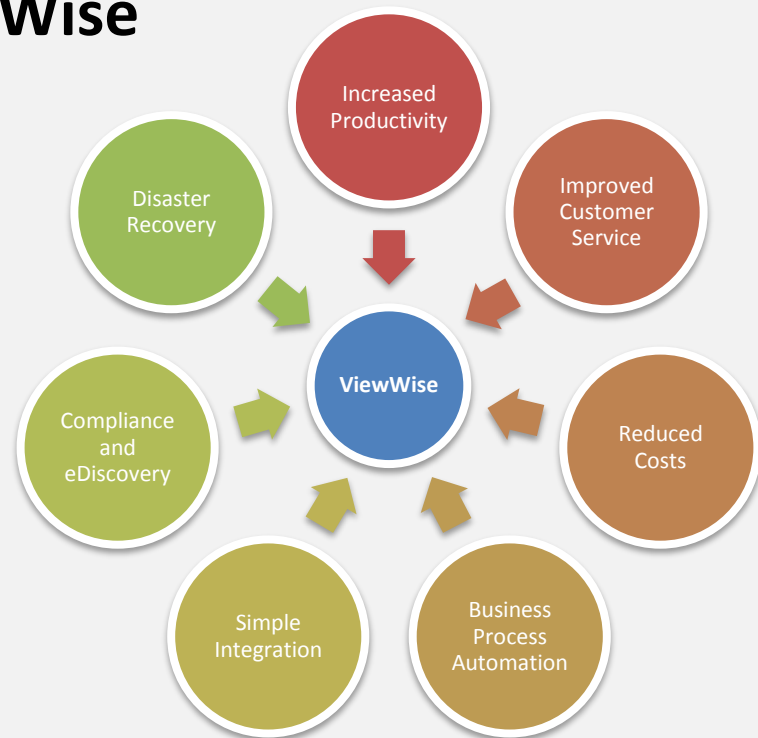 Wise
Increased
Productivity
Improved
Customer
Service
Reduced
Costs
Business
Process
Automation
Simple
Integration
Compliance
and
eDiscovery
Disaster
Recovery
ViewWise